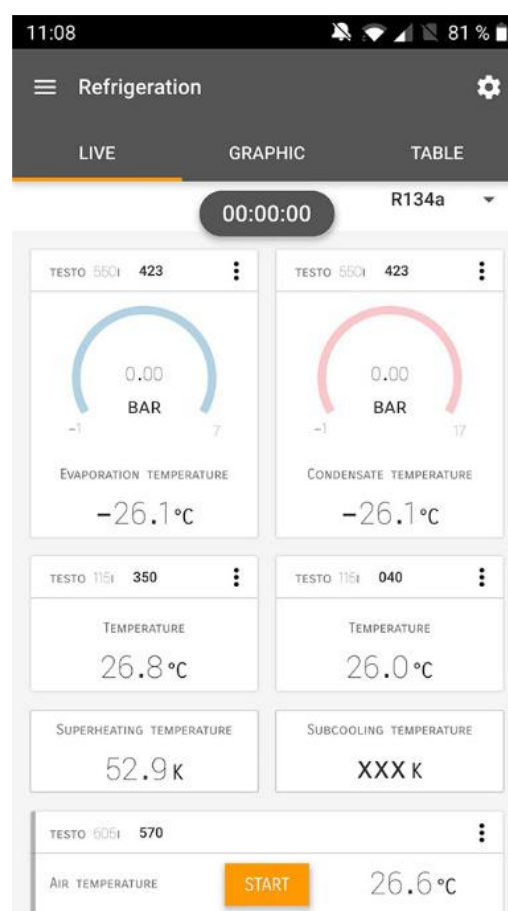 11:08 81 %
Refrigeration
LIVE GRAPHIC TABLE
00:00:00 R134a
TESTO 550I 423 TESTO 550I 423
0.00 0.00
BAR BAR
-1 7 -1 17
EVAPORATION TEMPERATURE CONDENSATE TEMPERATURE
-26.1°C -26.1°C
TESTO 115I 350 TESTO 115I 040
TEMPERATURE TEMPERATURE
26.8°C 26.0°C
SUPERHEATING TEMPERATURE SUBCOOLING TEMPERATURE
52.9 K XXX K
TESTO 605I 570
AIR TEMPERATURE START 26.6°C